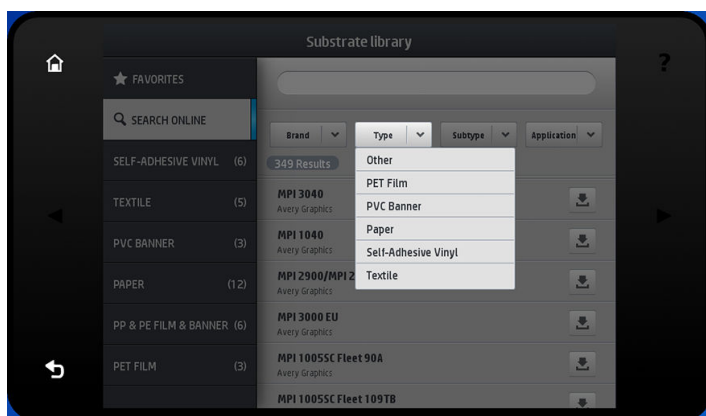 Substrate library
?
FAVORITES
SEARCH ONLINE
SELF-ADHESIVE VINYL (6)
TEXTILE (5)
PVC BANNER (3)
PAPER (12)
PP & PE FILM & BANNER (6)
PET FILM (3)
Brand
Type
Subtype
Application
349 Results
Other
PET Film
PVC Banner
Paper
Self-Adhesive Vinyl
Textile
MPI 3040
Avery Graphics
MPI 1040
Avery Graphics
MPI 2900/MPI 2
Avery Graphics
MPI 3000 EU
Avery Graphics
MPI 1005SC Fleet 90A
Avery Graphics
MPI 1005SC Fleet 109TB